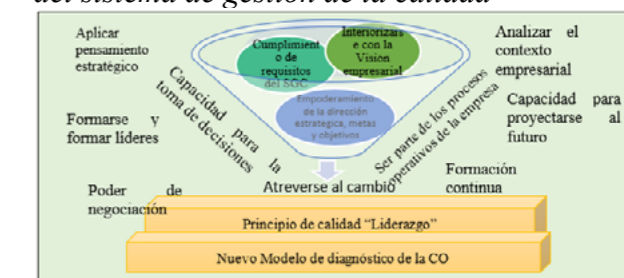 del sistema de gestión de la calidad
Aplicar
pensamiento
estratégico
Formarse y
formar líderes
Poder de
negociación
Capacidad para la
toma de decisiones
Cumplimient
o de
requisitos
del SGC.
Interiorizars
e con la
Vision
empresarial
Empoderamiento
de la dirección
estrategica, metas
y objetivos
Atreverse al cambio
Ser parte de los procesos
operativos de la empresa
Analizar el
contexto
empresarial
Capacidad para
proyectarse al
futuro
Formación
continua
Principio de calidad “Liderazgo”
Nuevo Modelo de diagnóstico de la CO